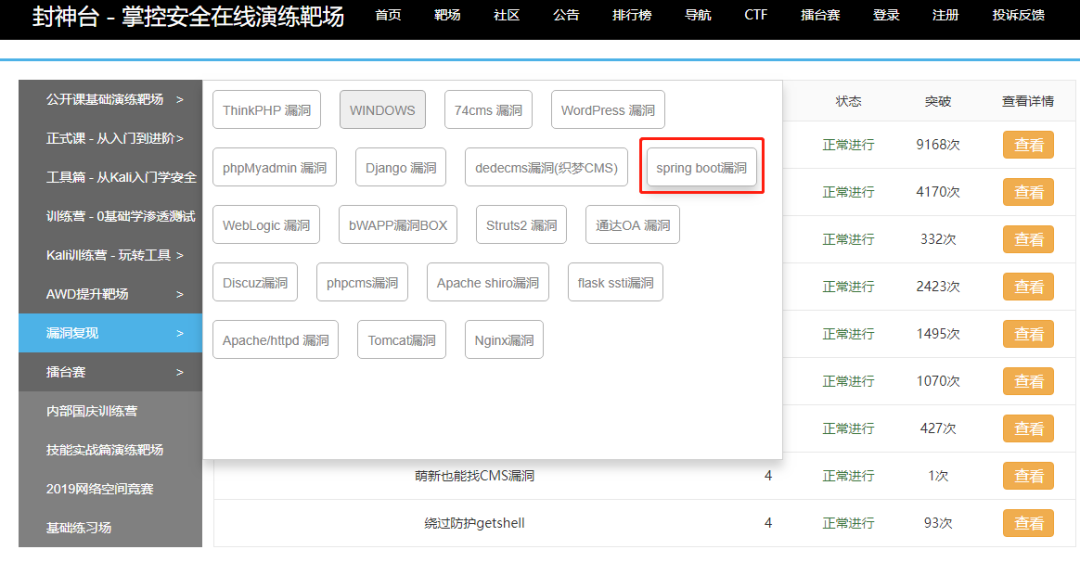 封神台 - 掌控安全在线演练靶场 首页 靶场 社区 公告 排行榜 导航 CTF 擂台赛 登录 注册 投诉反馈
公开课基础演练靶场 >
正式课 - 从入门到进阶>
工具篇 - 从Kali入门学安全
训练营 - 0基础学渗透测试
Kali训练营 - 玩转工具 >
AWD提升靶场 >
漏洞复现 >
擂台赛 >
内部国庆训练营
技能实战篇演练靶场
2019网络空间竞赛
基础练习场
ThinkPHP 漏洞 WINDOWS 74cms 漏洞 WordPress 漏洞
phpMyadmin 漏洞 Django 漏洞 dedecms漏洞(织梦CMS) spring boot漏洞
WebLogic 漏洞 bWAPP漏洞BOX Struts2 漏洞 通达OA 漏洞
Discuz漏洞 phpcms漏洞 Apache shiro漏洞 flask ssti漏洞
Apache/httpd 漏洞 Tomcat漏洞 Nginx漏洞
状态 突破 查看详情
正常进行 9168次 查看
正常进行 4170次 查看
正常进行 332次 查看
正常进行 2423次 查看
正常进行 1495次 查看
正常进行 1070次 查看
正常进行 427次 查看
萌新也能找CMS漏洞 4 正常进行 1次 查看
绕过防护getshell 4 正常进行 93次 查看